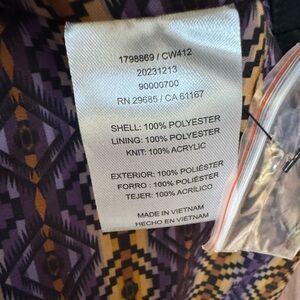 1798869 / CW412
20231213
90000700
RN 29685 / CA 61167
SHELL: 100% POLYESTER
LINING: 100% POLYESTER
KNIT: 100% ACRYLIC
EXTERIOR: 100% POLIÉSTER
FORRO : 100% POLIÉSTER
TEJER: 100% ACRÍLICO
MADE IN VIETNAM
HECHO EN VIETNAM